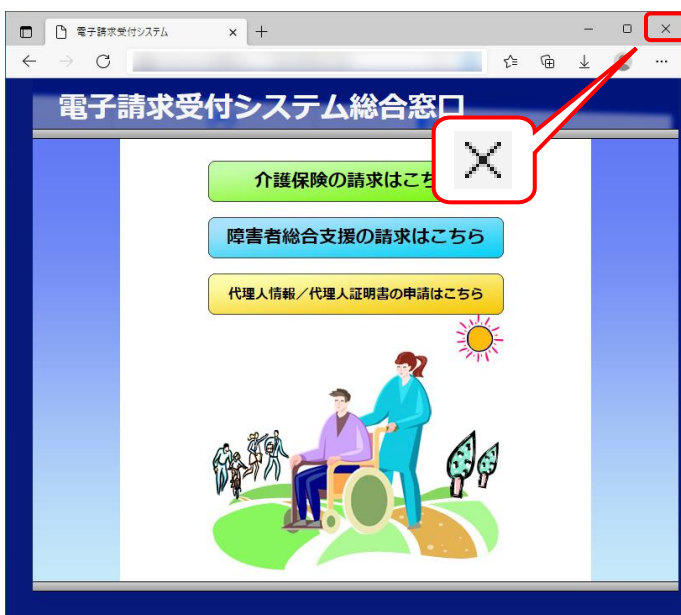 電子請求受付システム
電子請求受付システム総合窓口
介護保険の請求はこち
障害者総合支援の請求はこちら
代理人情報／代理人証明書の申請はこちら